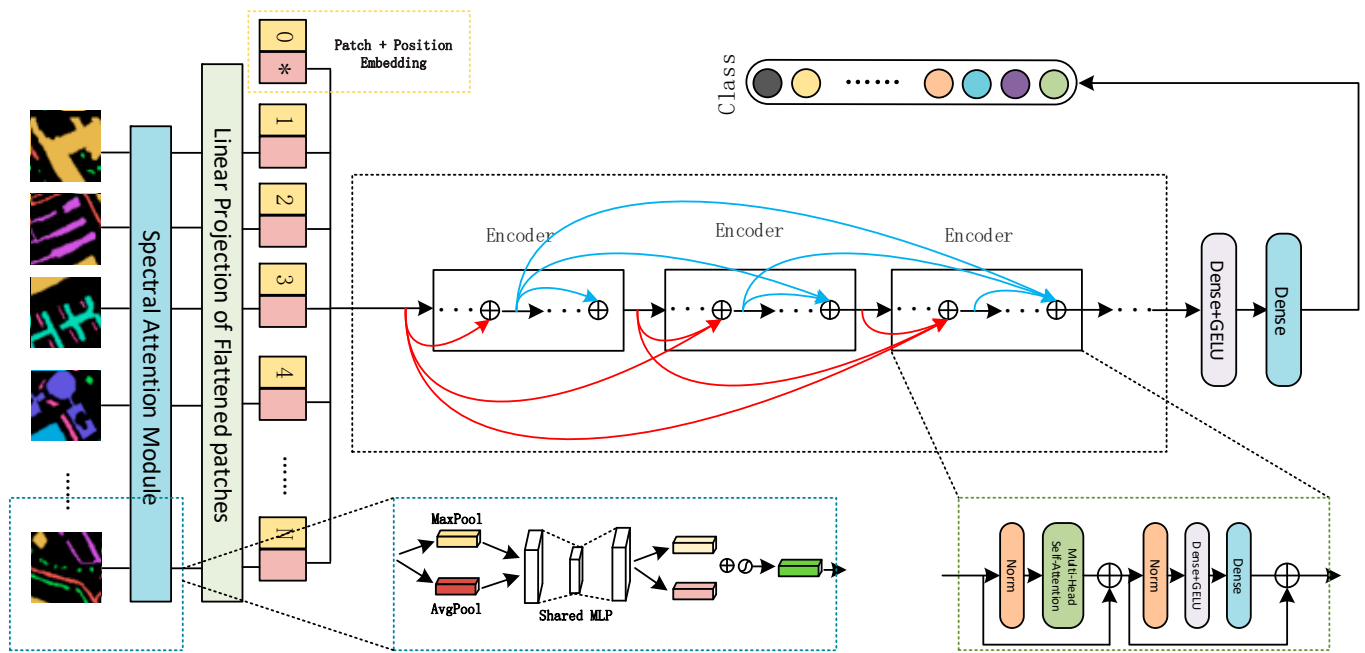 0
*
Patch + Position
Embedding
Class
1
2
3
4
N
Spectral Attention Module
Linear Projection of Flattened patches
Encoder
Encoder
Encoder
Dense+GELU
Dense
MaxPool
AvgPool
Shared MLP
Norm
Multi-Head
Self-Attention
Norm
Dense+GELU
Dense